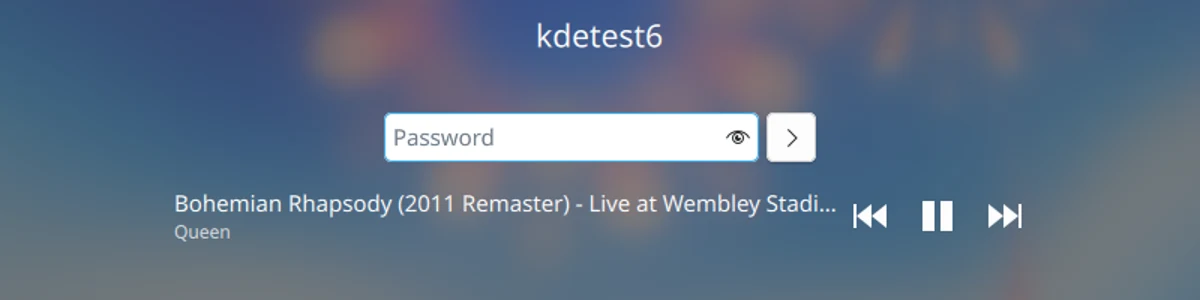 kdetest6
Password
Bohemian Rhapsody (2011 Remaster) - Live at Wembley Stadi...
Queen